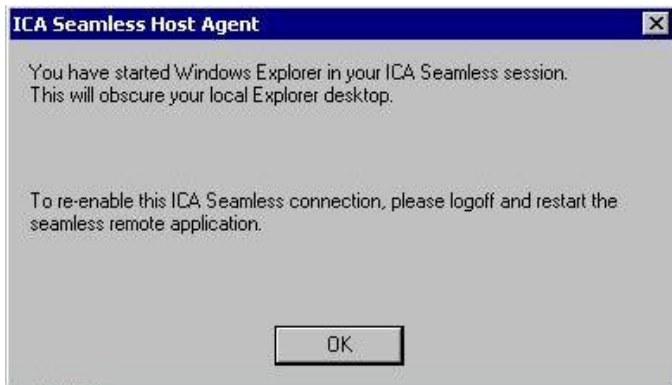 ICA Seamless Host Agent
You have started Windows Explorer in your ICA Seamless session.
This will obscure your local Explorer desktop.
To re-enable this ICA Seamless connection, please logoff and restart the
seamless remote application.
OK